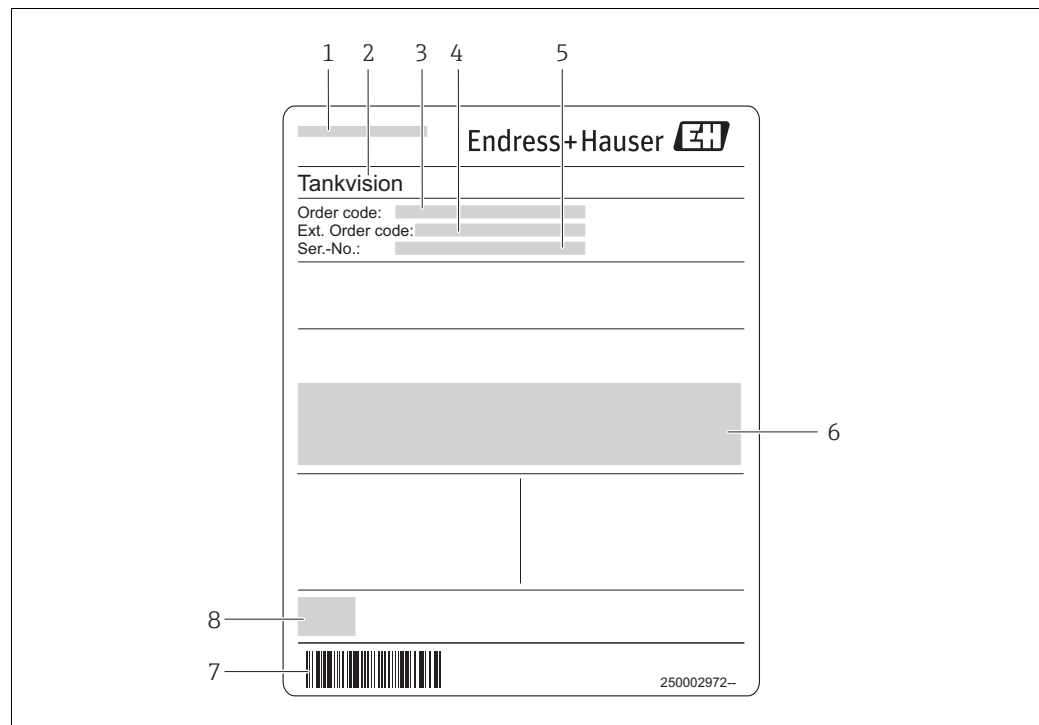 1 2 3 4 5
Endress+Hauser EH
Tankvision
Order code:
Ext. Order code:
Ser.-No.:
6
8
7
250002972--